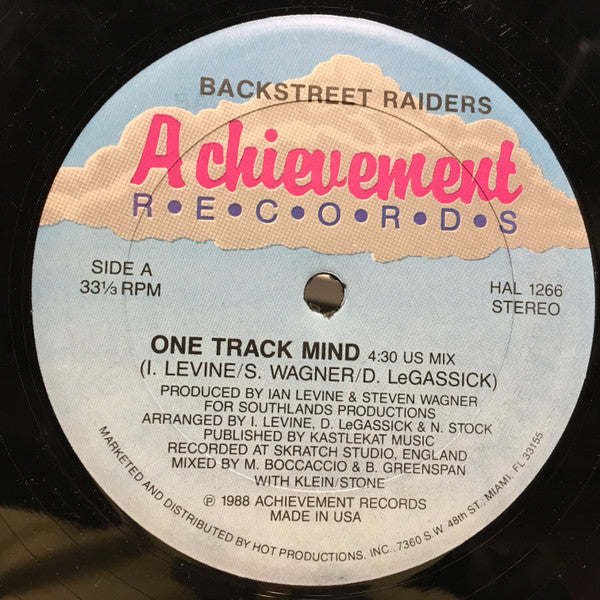 BACKSTREET RAIDERS
Achievement
R•E•C•O•R•D•S
SIDE A
33⅓ RPM
HAL 1266
STEREO
ONE TRACK MIND 4:30 US MIX
(I. LEVINE/S. WAGNER/D. LeGASSICK)
PRODUCED BY IAN LEVINE & STEVEN WAGNER
FOR SOUTHLANDS PRODUCTIONS
ARRANGED BY I. LEVINE, D. LeGASSICK & N. STOCK
PUBLISHED BY KASTLEKAT MUSIC
RECORDED AT SKRATCH STUDIO, ENGLAND
MIXED BY M. BOCCACCIO & B. GREENSPAN
WITH KLEIN/STONE
℗ 1988 ACHIEVEMENT RECORDS
MADE IN USA
MARKETED AND DISTRIBUTED BY HOT PRODUCTIONS. INC., 7360 S.W. 48th ST., MIAMI, FL 33155